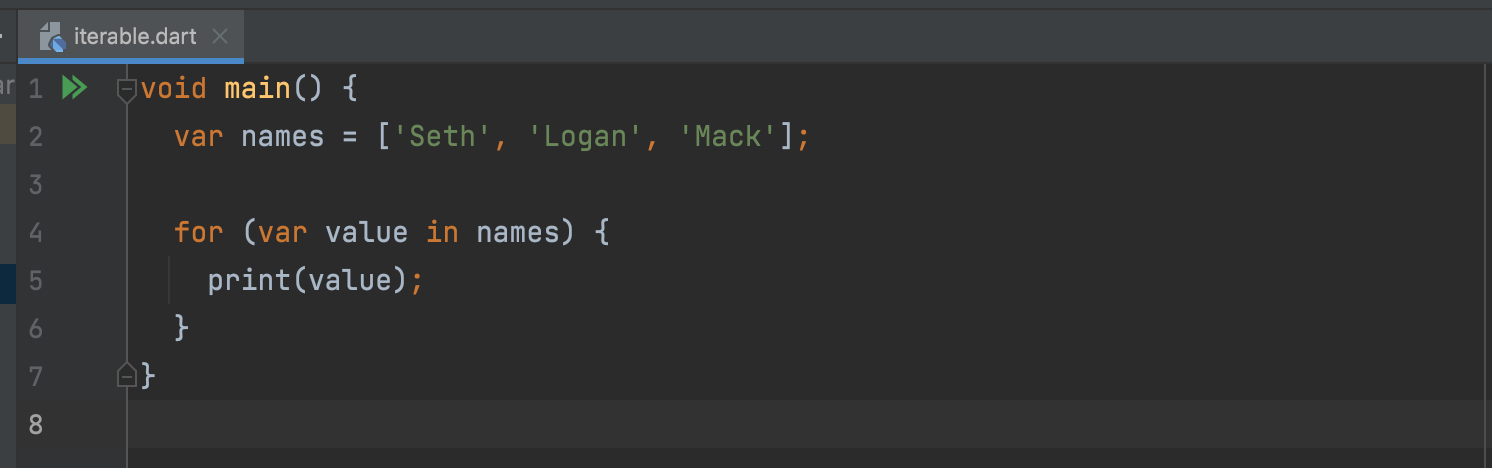 iterable.dart
ar
1 void main() {
2   var names = ['Seth', 'Logan', 'Mack'];
3
4   for (var value in names) {
5     print(value);
6   }
7 }
8